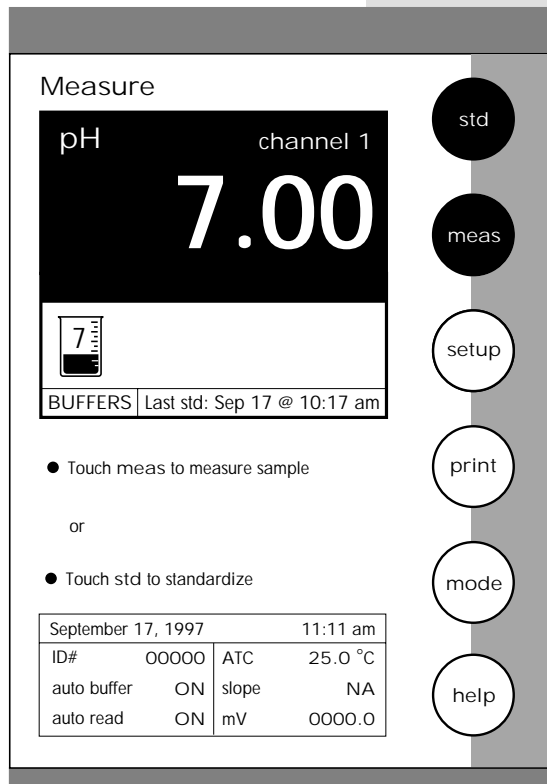 Measure
pH channel 1
7.00
7
BUFFERS Last std: Sep 17 @ 10:17 am
● Touch meas to measure sample
or
● Touch std to standardize
September 17, 1997 11:11 am
ID# 00000 ATC 25.0 °C
auto buffer ON slope NA
auto read ON mV 0000.0
std
meas
setup
print
mode
help